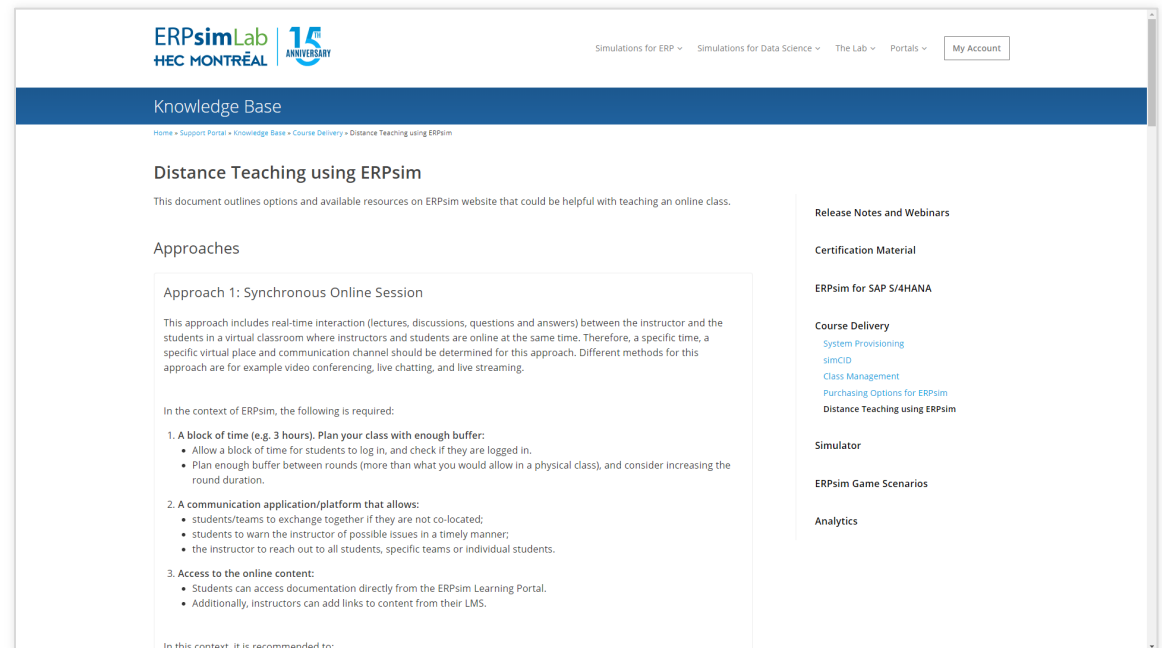 ERPsimLab
HEC MONTRĒAL
15TH
ANNIVERSARY
Simulations for ERP
Simulations for Data Science
The Lab
Portals
My Account
Knowledge Base
Home » Support Portal » Knowledge Base » Course Delivery » Distance Teaching using ERPsim
Distance Teaching using ERPsim
This document outlines options and available resources on ERPsim website that could be helpful with teaching an online class.
Approaches
Approach 1: Synchronous Online Session
This approach includes real-time interaction (lectures, discussions, questions and answers) between the instructor and the
students in a virtual classroom where instructors and students are online at the same time. Therefore, a specific time, a
specific virtual place and communication channel should be determined for this approach. Different methods for this
approach are for example video conferencing, live chatting, and live streaming.
In the context of ERPsim, the following is required:
1. A block of time (e.g. 3 hours). Plan your class with enough buffer:
• Allow a block of time for students to log in, and check if they are logged in.
• Plan enough buffer between rounds (more than what you would allow in a physical class), and consider increasing the
round duration.
2. A communication application/platform that allows:
• students/teams to exchange together if they are not co-located;
• students to warn the instructor of possible issues in a timely manner;
• the instructor to reach out to all students, specific teams or individual students.
3. Access to the online content:
• Students can access documentation directly from the ERPsim Learning Portal.
• Additionally, instructors can add links to content from their LMS.
In this context, it is recommended to:
Release Notes and Webinars
Certification Material
ERPsim for SAP S/4HANA
Course Delivery
System Provisioning
simCID
Class Management
Purchasing Options for ERPsim
Distance Teaching using ERPsim
Simulator
ERPsim Game Scenarios
Analytics